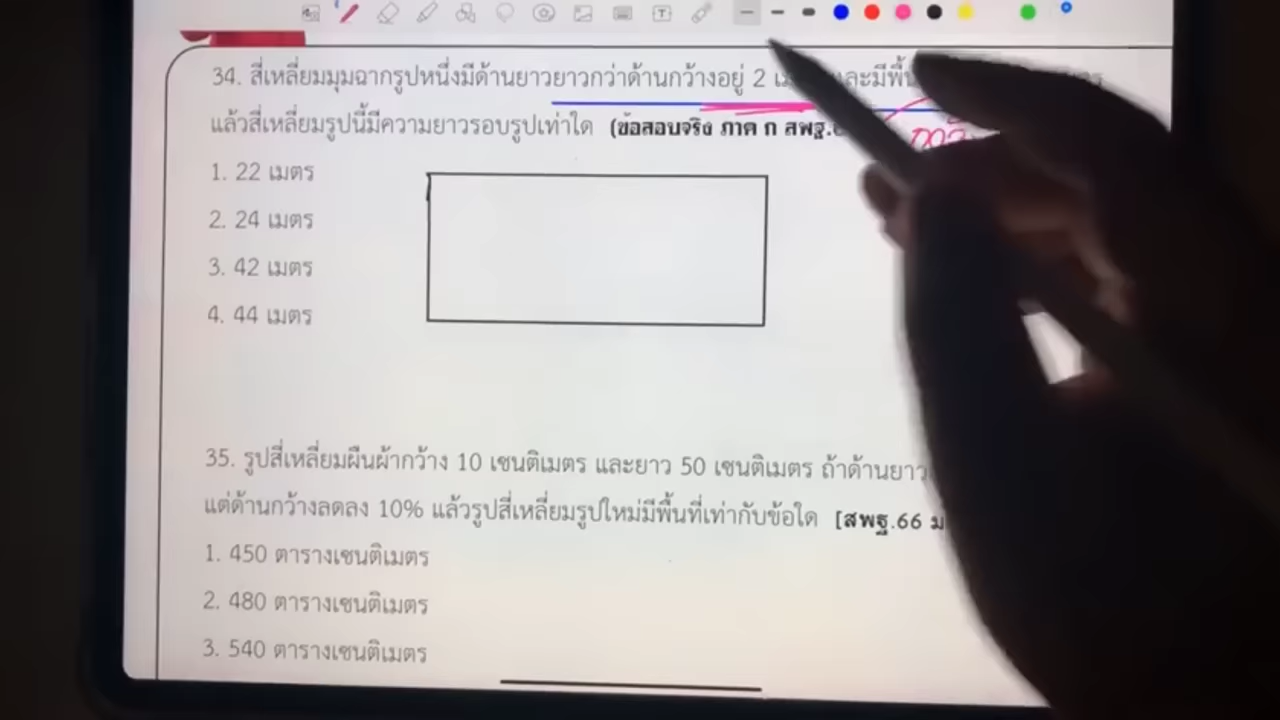 34. สี่เหลี่ยมมุมฉากรูปหนึ่งมีด้านยาวยาวกว่าด้านกว้างอยู่ 2
แล้วสี่เหลี่ยมรูปนี้มีความยาวรอบรูปเท่าใด (ข้อสอบจริง ภาค ก สพฐ.
1. 22 เมตร
2. 24 เมตร
3. 42 เมตร
4. 44 เมตร
35. รูปสี่เหลี่ยมผืนผ้ากว้าง 10 เซนติเมตร และยาว 50 เซนติเมตร ถ้าด้านยาว
แต่ด้านกว้างลดลง 10% แล้วรูปสี่เหลี่ยมรูปใหม่มีพื้นที่เท่ากับข้อใด [สพฐ.66
1. 450 ตารางเซนติเมตร
2. 480 ตารางเซนติเมตร
3. 540 ตารางเซนติเมตร